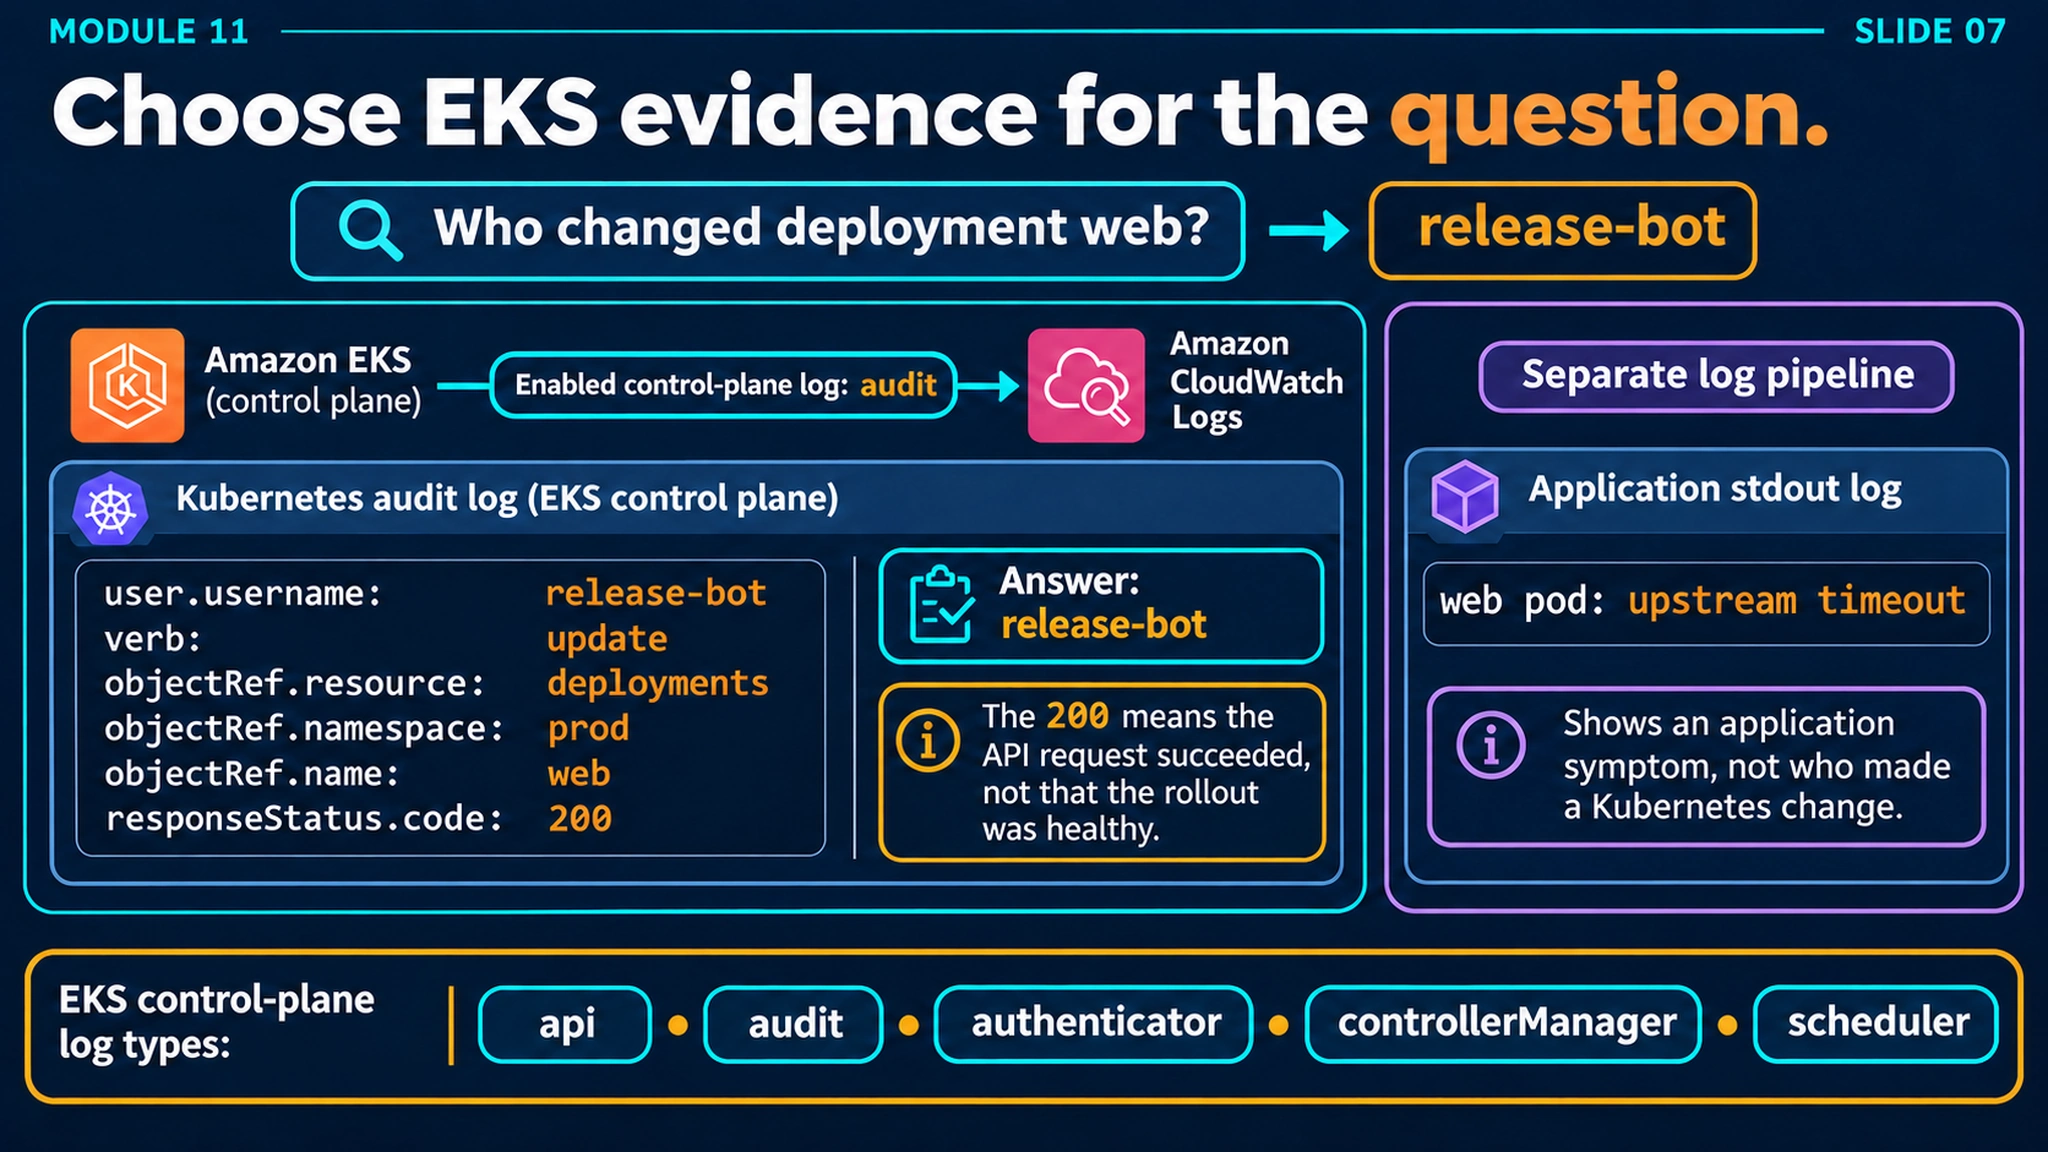 MODULE 11
SLIDE 07
Choose EKS evidence for the question.
Who changed deployment web?
release-bot
Amazon EKS
(control plane)
Enabled control-plane log: audit
Amazon
CloudWatch
Logs
Kubernetes audit log (EKS control plane)
user.username: release-bot
verb: update
objectRef.resource: deployments
objectRef.namespace: prod
objectRef.name: web
responseStatus.code: 200
Answer:
release-bot
The 200 means the
API request succeeded,
not that the rollout
was healthy.
Separate log pipeline
Application stdout log
web pod: upstream timeout
Shows an application
symptom, not who made
a Kubernetes change.
EKS control-plane
log types:
api
audit
authenticator
controllerManager
scheduler